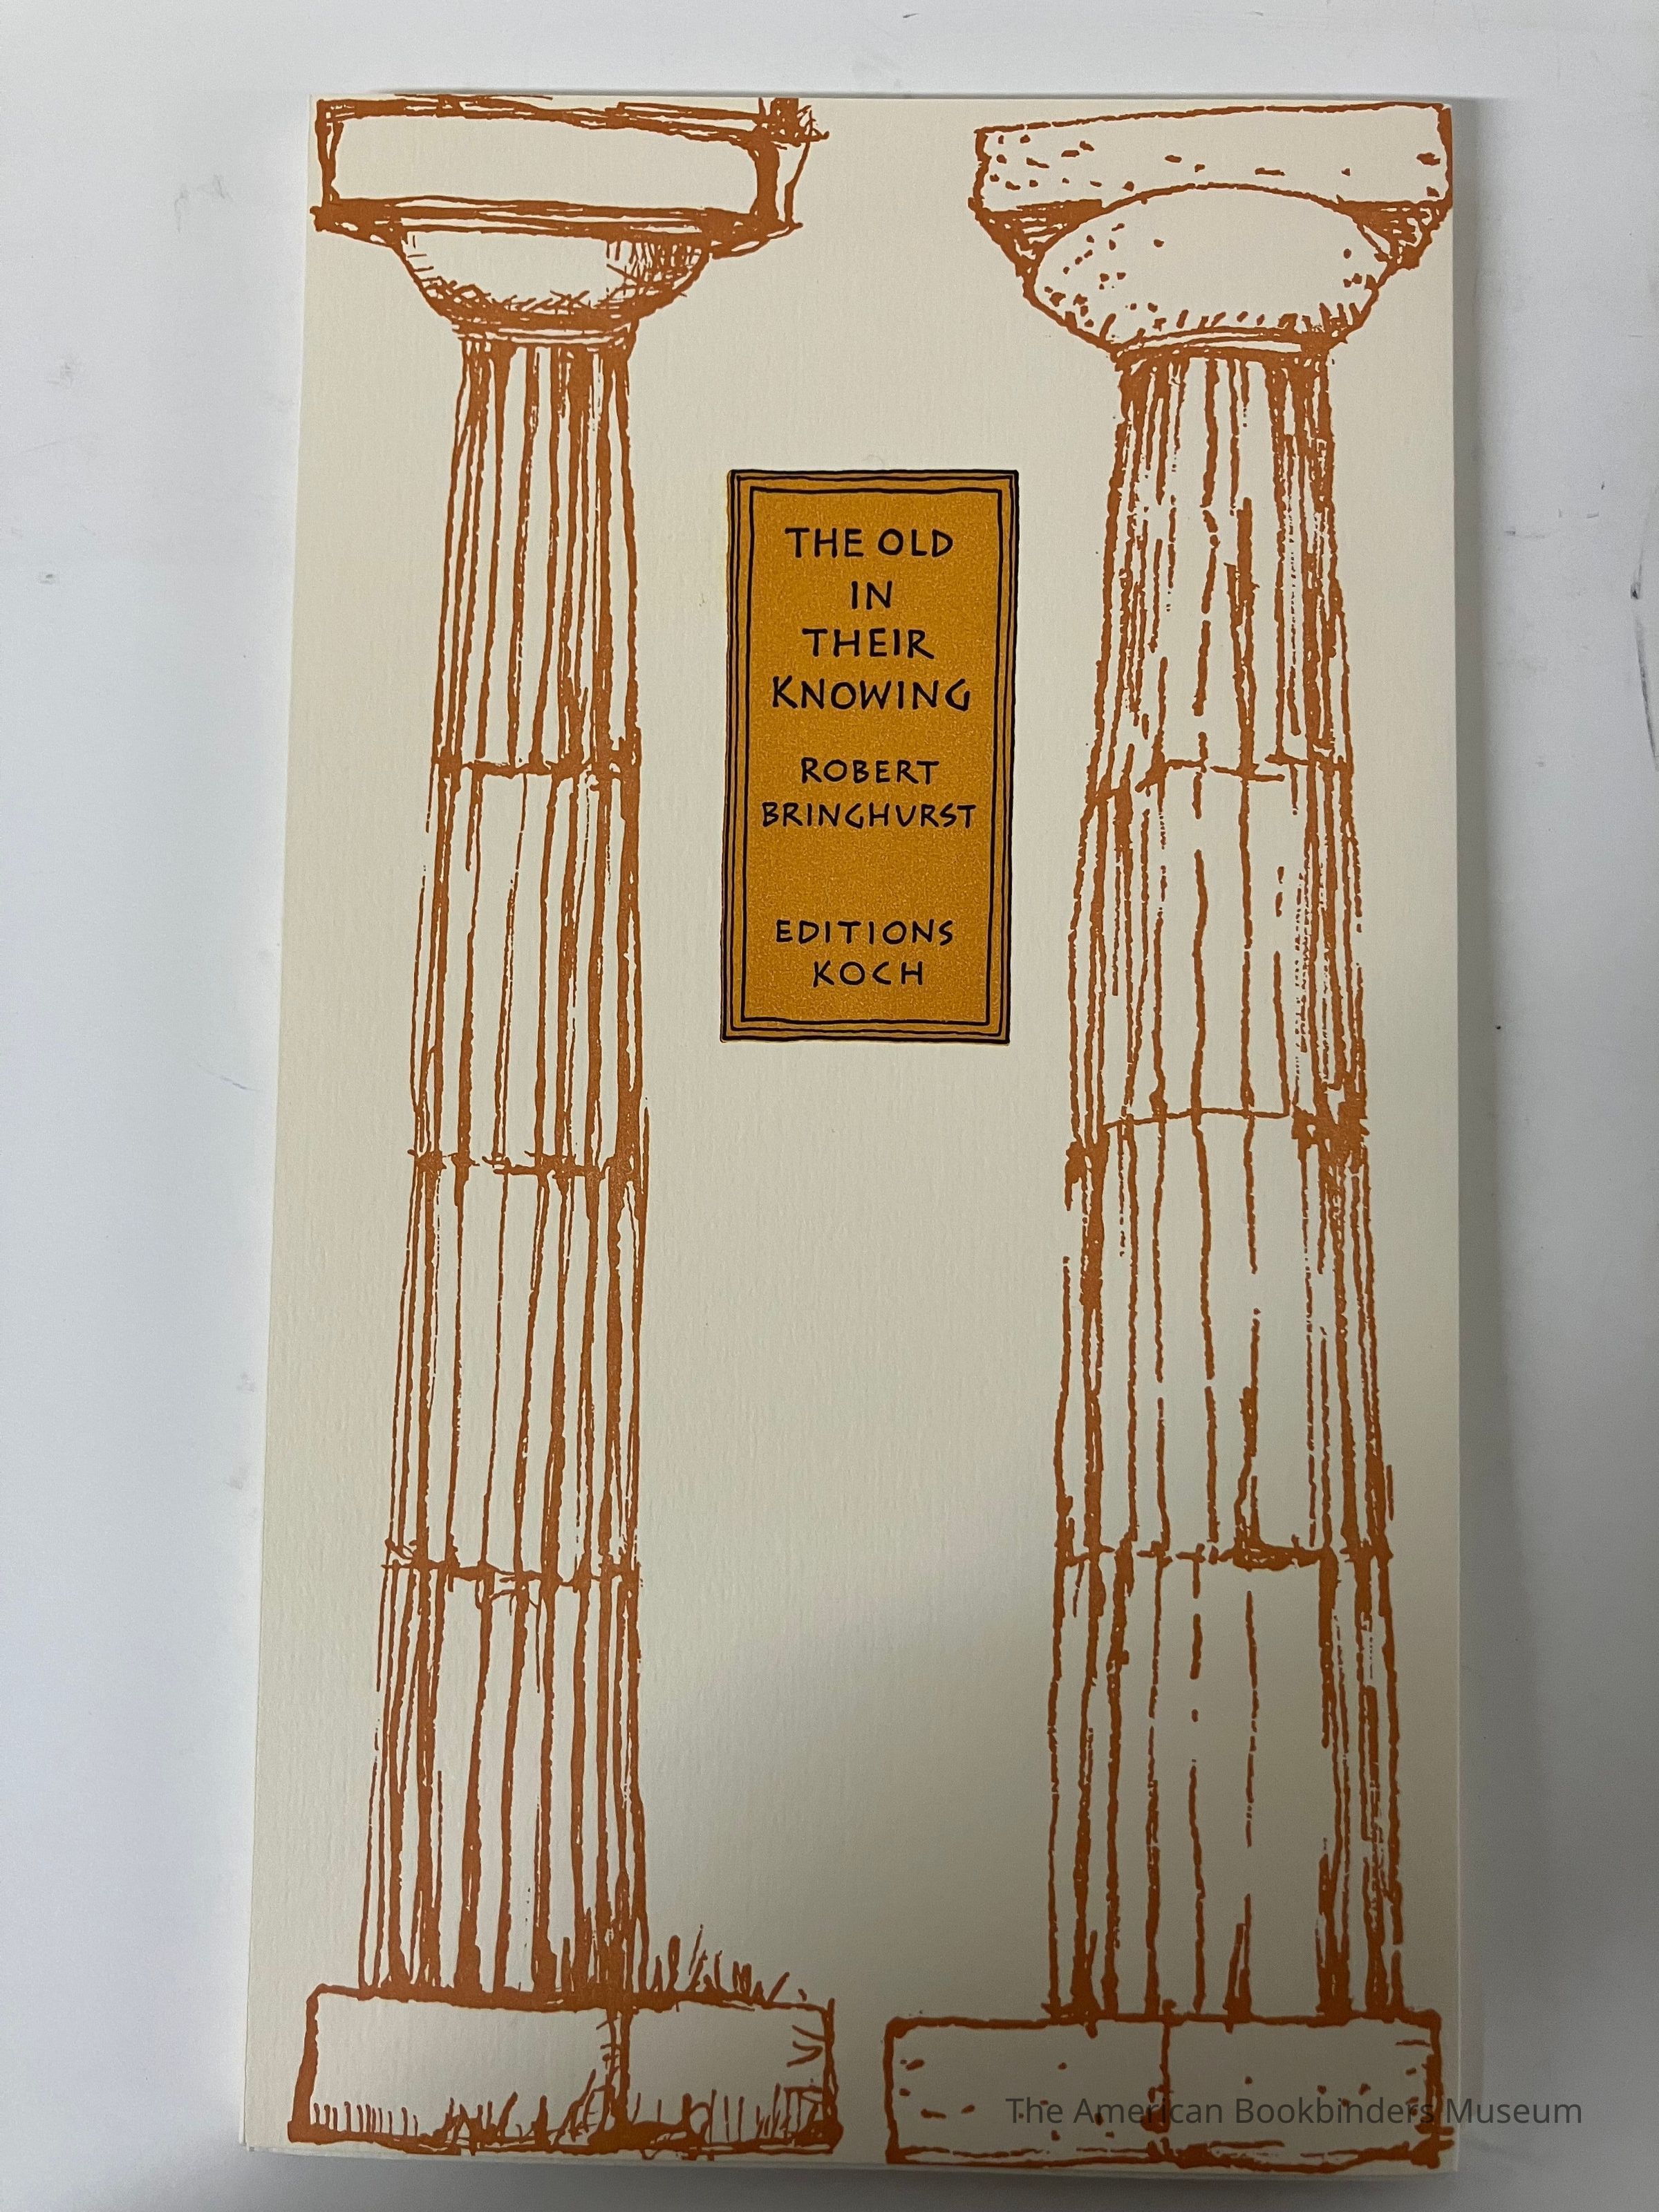 THE OLD
IN
THEIR
KNOWING
ROBERT
BRINGHURST
EDITIONS
KOCH
The American Bookbinders Museum